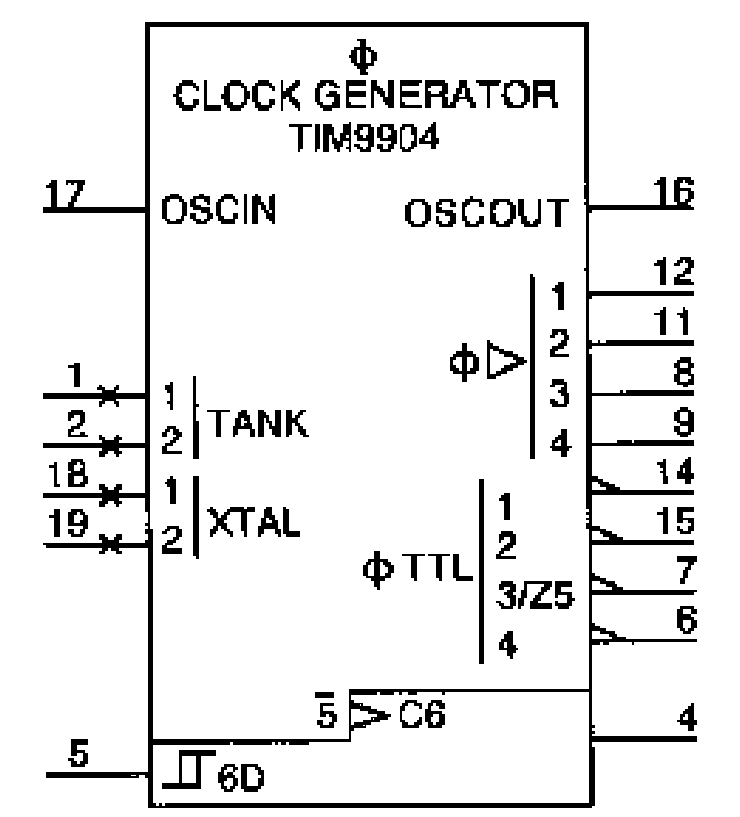 ϕ
CLOCK GENERATOR
TIM9904
17 OSCIN OSCOUT 16
1 12
2 11
ϕ▷
3 8
4 9
1 1 TANK
2 2
18 1 XTAL
19 2
1 14
2 15
ϕ TTL
3/Z5 7
4 6
5̅ > C6
4
5 6D